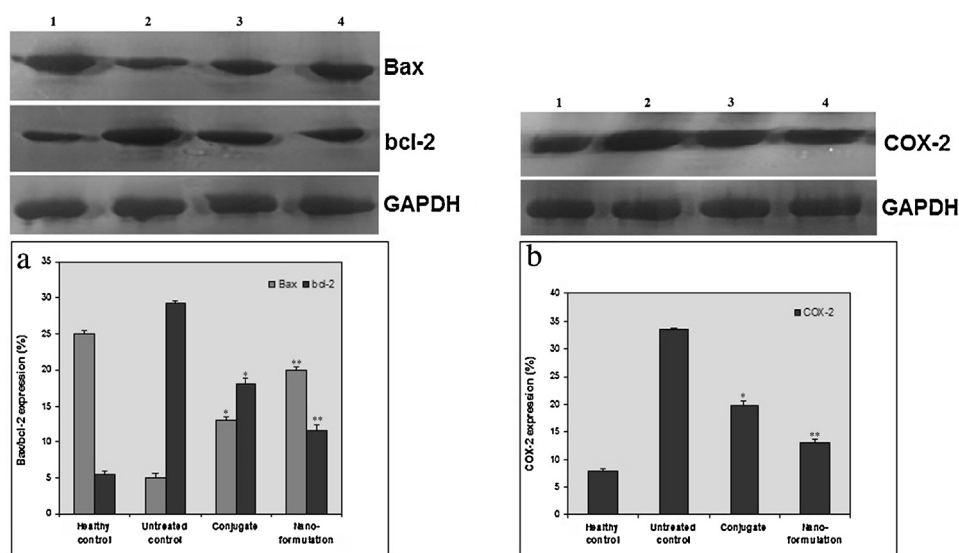 1 2 3 4
Bax
bcl-2
GAPDH
a
Bax/bcl-2 expression (%)
35
30
25
20
15
10
5
0
Bax bcl-2
*
*
**
**
Healthy control
Untreated control
Conjugate
Nano-formulation
1 2 3 4
COX-2
GAPDH
b
COX-2 expression (%)
40
35
30
25
20
15
10
5
0
COX-2
*
**
Healthy control
Untreated control
Conjugate
Nano-formulation